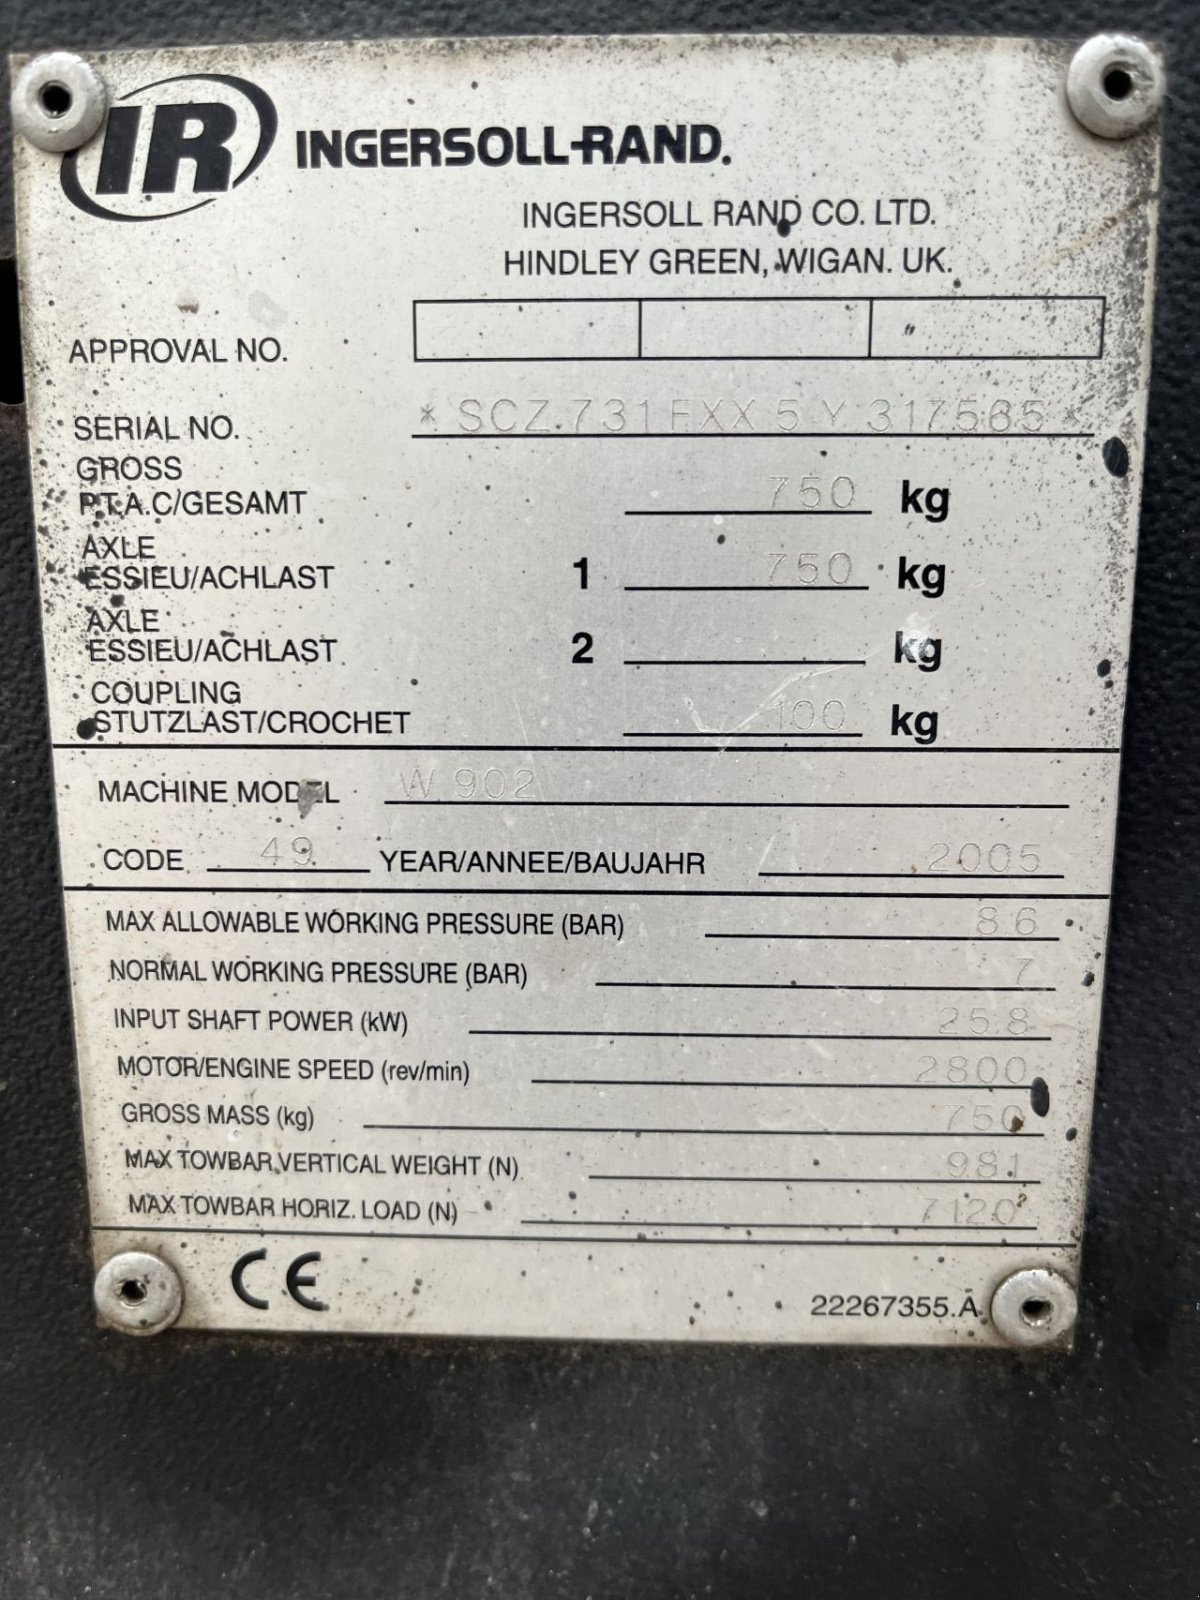 IR INGERSOLL-RAND.
INGERSOLL RAND CO. LTD.
HINDLEY GREEN, WIGAN. UK.
APPROVAL NO.
SERIAL NO. * SCZ 731FXX 5 Y 317565 *
GROSS
P.T.A.C/GESAMT 750 kg
AXLE
ESSIEU/ACHLAST 1 750 kg
AXLE
ESSIEU/ACHLAST 2 kg
COUPLING
STUTZLAST/CROCHET 100 kg
MACHINE MODEL W 902
CODE 49 YEAR/ANNEE/BAUJAHR 2005
MAX ALLOWABLE WORKING PRESSURE (BAR) 8.6
NORMAL WORKING PRESSURE (BAR) 7
INPUT SHAFT POWER (kW) 25.8
MOTOR/ENGINE SPEED (rev/min) 2800
GROSS MASS (kg) 750
MAX TOWBAR VERTICAL WEIGHT (N) 981
MAX TOWBAR HORIZ. LOAD (N) 7120
CE 22267355.A